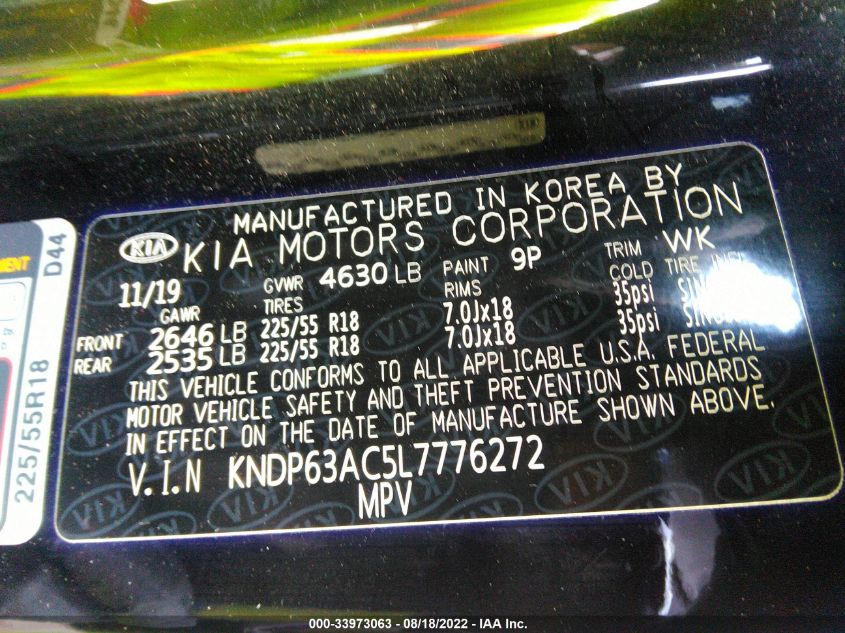 MANUFACTURED IN KOREA BY
KIA KIA MOTORS CORPORATION
11/19 GVWR 4630 LB PAINT 9P TRIM WK
GAWR TIRES RIMS COLD TIRE
FRONT 2646 LB 225/55 R18 7.0Jx18 35psi
REAR 2535 LB 225/55 R18 7.0Jx18 35psi
THIS VEHICLE CONFORMS TO ALL APPLICABLE U.S.A. FEDERAL
MOTOR VEHICLE SAFETY AND THEFT PREVENTION STANDARDS
IN EFFECT ON THE DATE OF MANUFACTURE SHOWN ABOVE.
V.I.N KNDP63AC5L7776272
MPV
D44
225/55R18
000-33973063 - 08/18/2022 - IAA Inc.